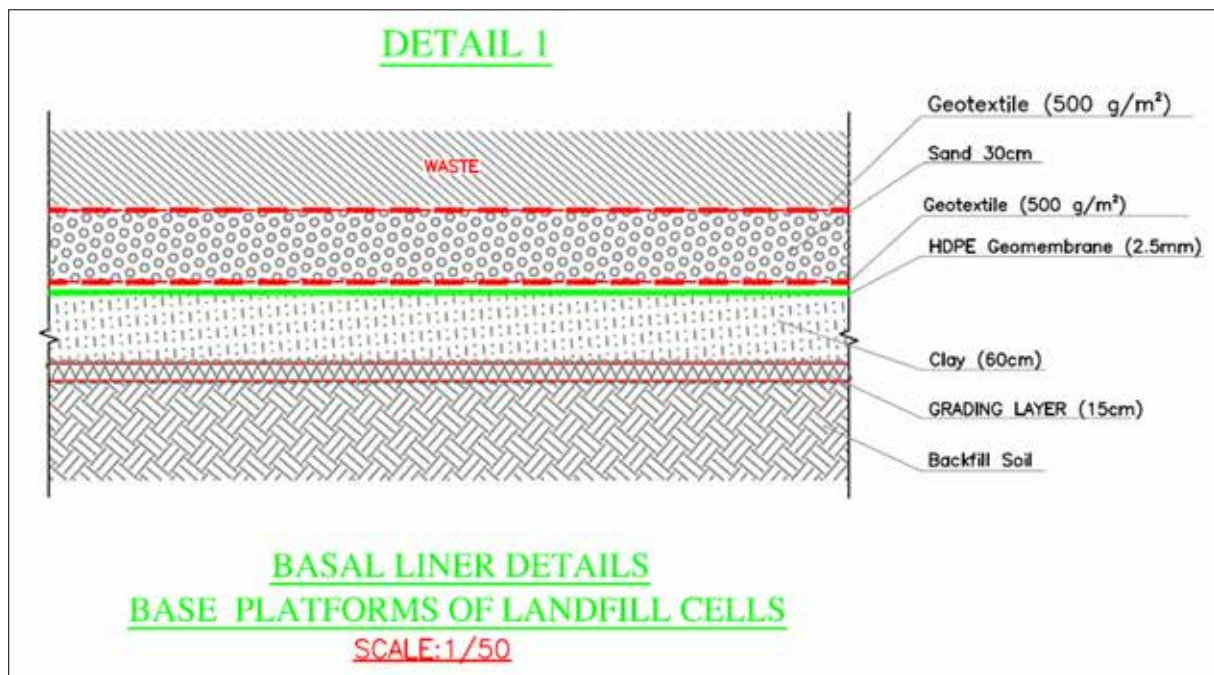 DETAIL 1
Geotextile (500 g/m²)
WASTE
Sand 30cm
Geotextile (500 g/m²)
HDPE Geomembrane (2.5mm)
Clay (60cm)
GRADING LAYER (15cm)
Backfill Soil
BASAL LINER DETAILS
BASE PLATFORMS OF LANDFILL CELLS
SCALE:1/50